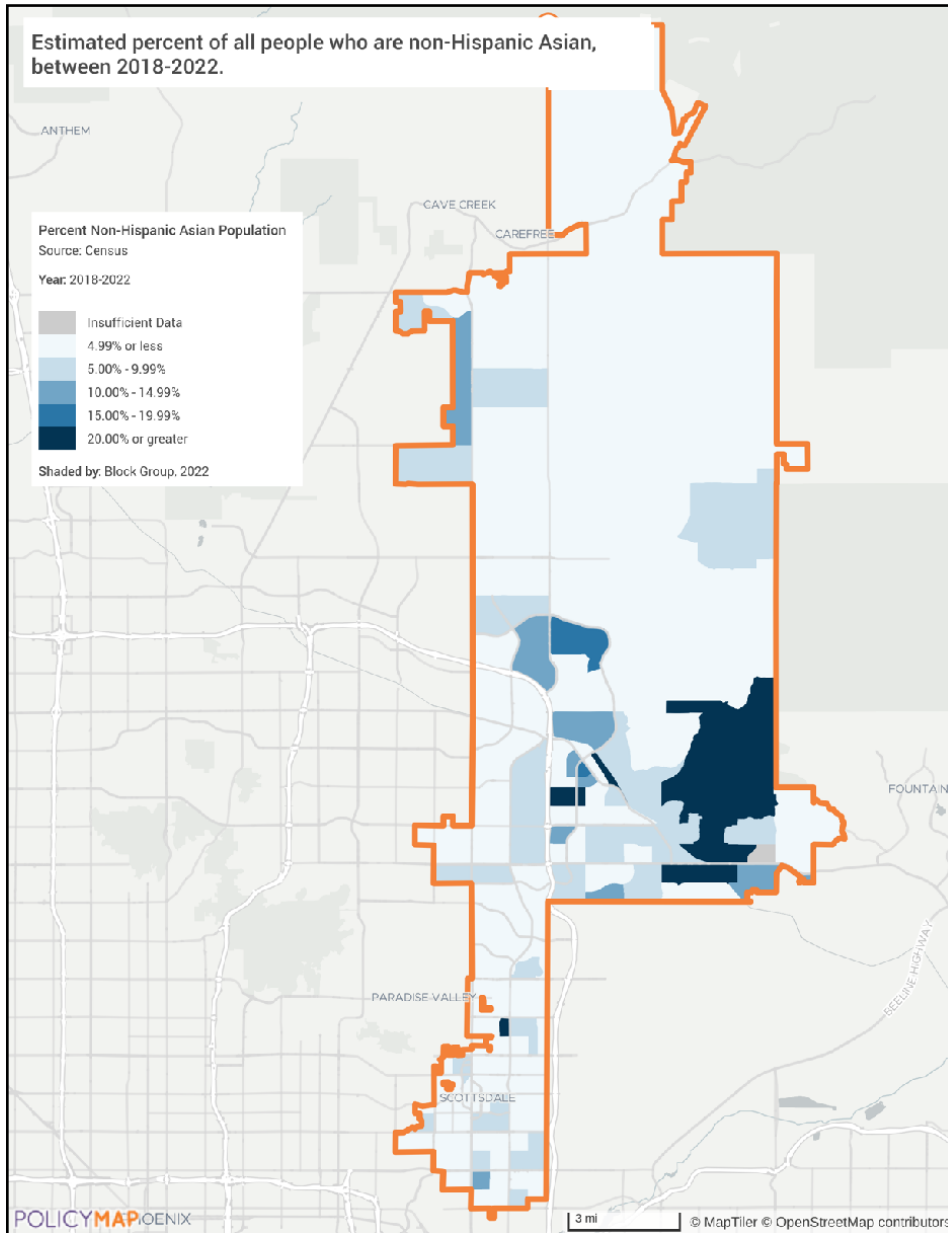 Estimated percent of all people who are non-Hispanic Asian,
between 2018-2022.
ANTHEM
CAVE CREEK
CAREFREE
Percent Non-Hispanic Asian Population
Source: Census
Year: 2018-2022
Insufficient Data
4.99% or less
5.00% - 9.99%
10.00% - 14.99%
15.00% - 19.99%
20.00% or greater
Shaded by: Block Group, 2022
FOUNTAIN
BEELINE HIGHWAY
PARADISE VALLEY
SCOTTSDALE
POLICYMAP
OENIX
3 mi
© MapTiler © OpenStreetMap contributors